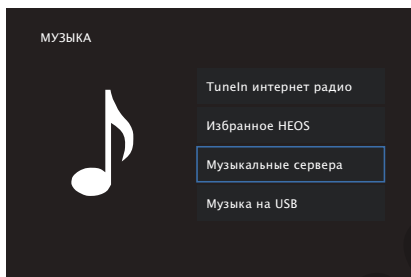 МУЗЫКА
TuneIn интернет радио
Избранное HEOS
Музыкальные сервера
Музыка на USB